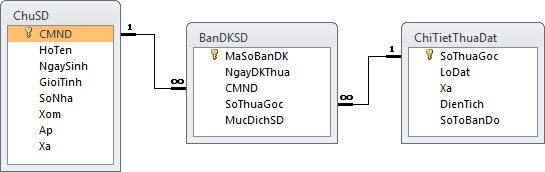 ChuSD
CMND
HoTen
NgaySinh
GioiTinh
SoNha
Xom
Ap
Xa
1
∞
BanDKSD
MaSoBanDK
NgayDKThua
CMND
SoThuaGoc
MucDichSD
∞
1
ChiTietThuaDat
SoThuaGoc
LoDat
Xa
DienTich
SoToBanDo